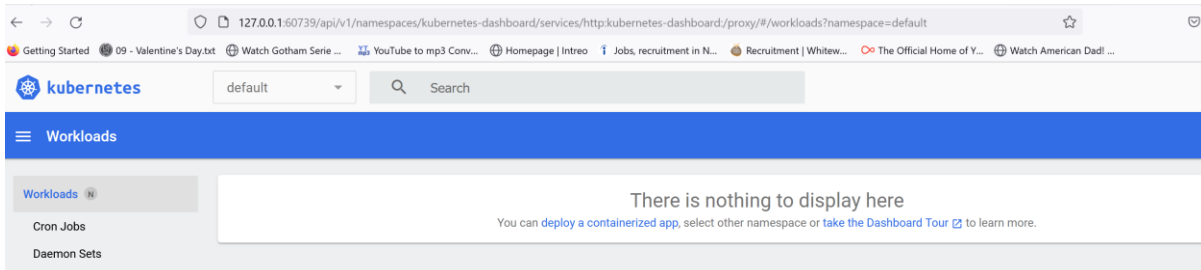 127.0.0.1:60739/api/v1/namespaces/kubernetes-dashboard/services/http:kubernetes-dashboard:/proxy/#/workloads?namespace=default
Getting Started 09 - Valentine's Day.txt Watch Gotham Serie ... YouTube to mp3 Conv... Homepage | Intreo Jobs, recruitment in N... Recruitment | Whitew... The Official Home of Y... Watch American Dad! ...
kubernetes default Search
Workloads
Workloads N
There is nothing to display here
You can deploy a containerized app, select other namespace or take the Dashboard Tour to learn more.
Cron Jobs
Daemon Sets